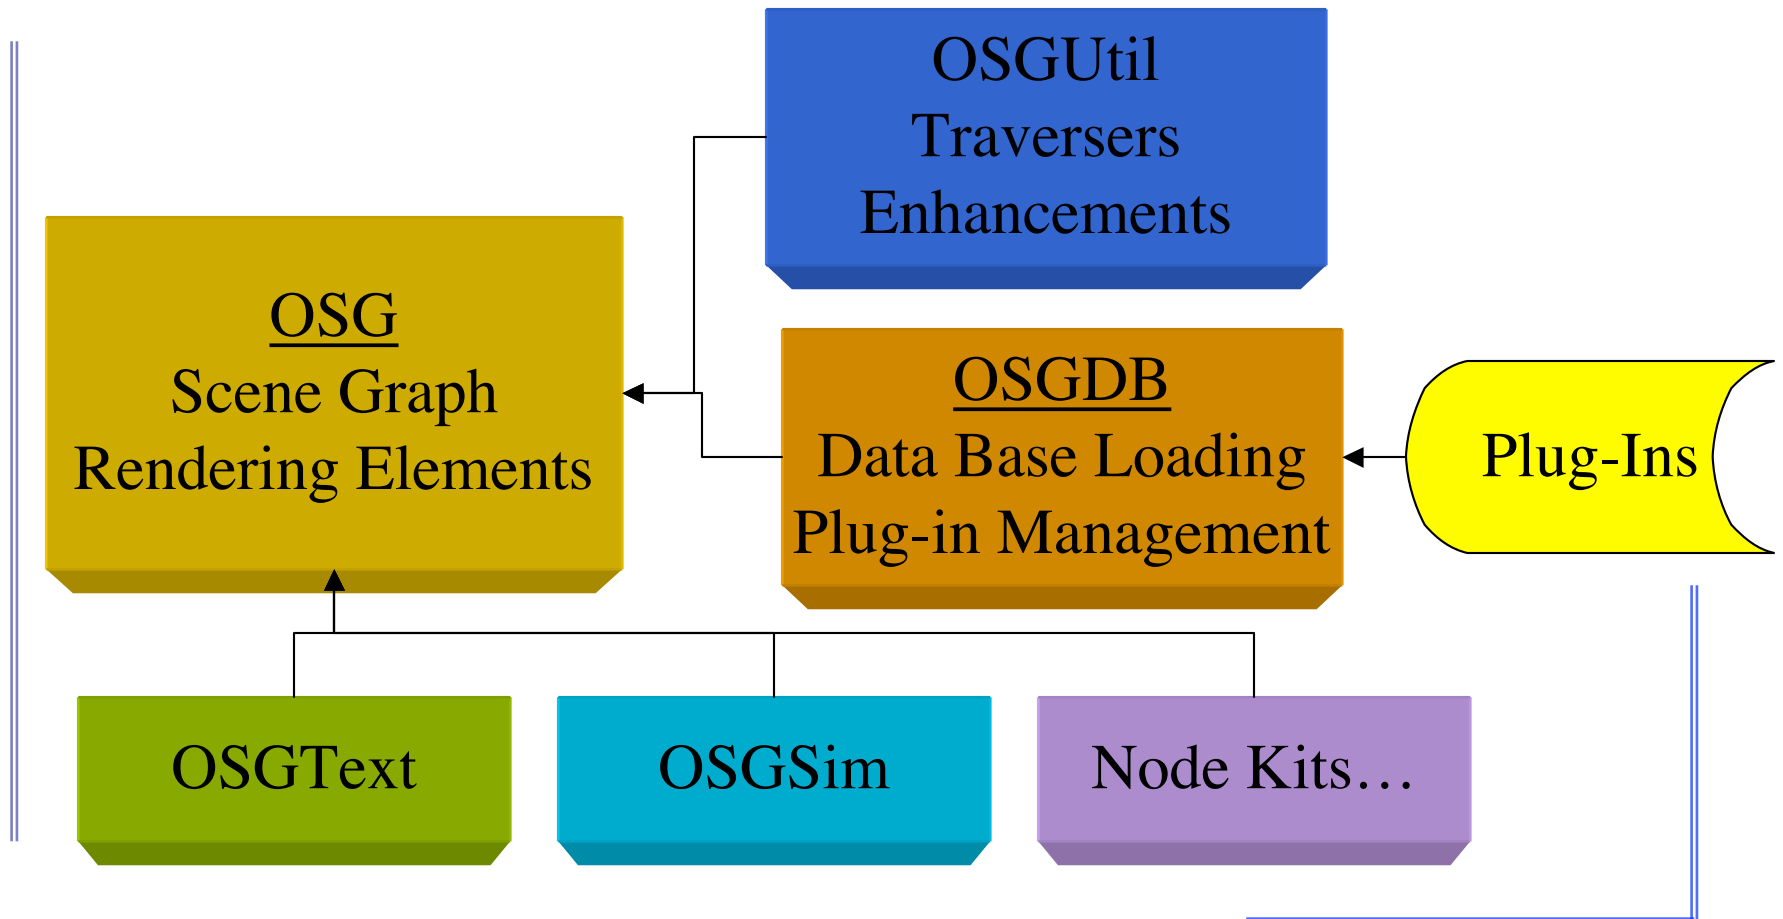 OSGUtil
Traversers
Enhancements
OSG
Scene Graph
Rendering Elements
OSGDB
Data Base Loading
Plug-in Management
Plug-Ins
OSGText
OSGSim
Node Kits…